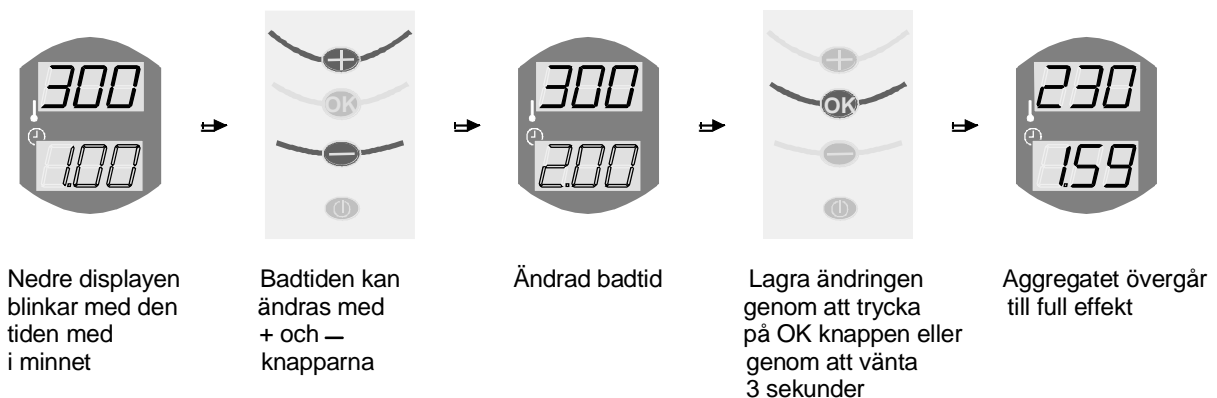 300
1.00
OK
300
2.00
OK
230
1.59
Nedre displayen
blinkar med den
tiden med
i minnet
Badtiden kan
ändras med
+ och –
knapparna
Ändrad badtid
Lagra ändringen
genom att trycka
på OK knappen eller
genom att vänta
3 sekunder
Aggregatet övergår
till full effekt